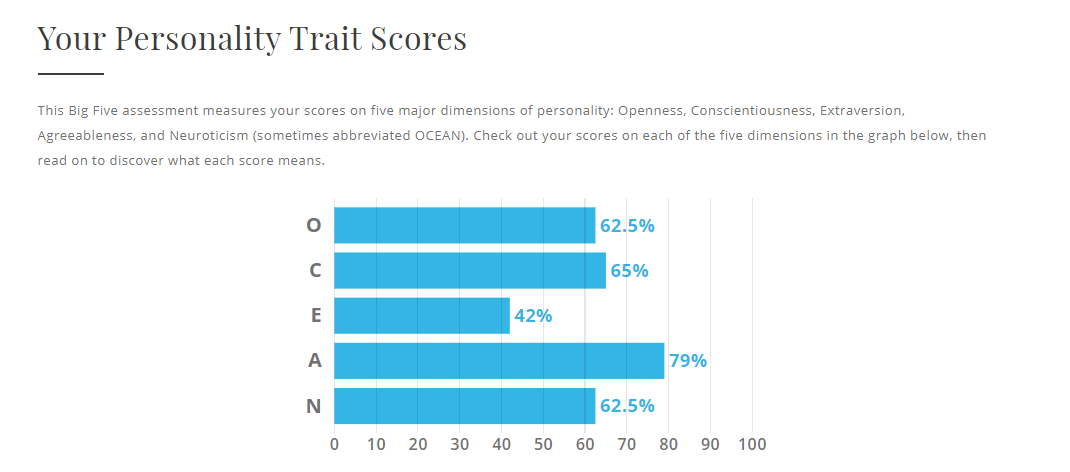 Your Personality Trait Scores
This Big Five assessment measures your scores on five major dimensions of personality: Openness, Conscientiousness, Extraversion,
Agreeableness, and Neuroticism (sometimes abbreviated OCEAN). Check out your scores on each of the five dimensions in the graph below, then
read on to discover what each score means.
O 62.5%
C 65%
E 42%
A 79%
N 62.5%
0 10 20 30 40 50 60 70 80 90 100